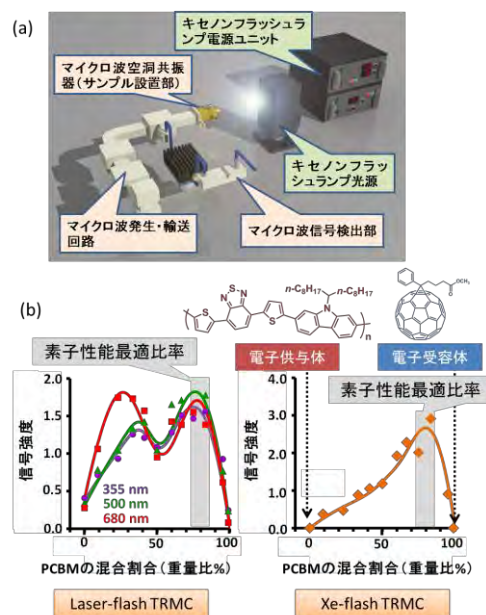 (a)
キセノンフラッシュラ
ンプ電源ユニット
マイクロ波空洞共振
器(サンプル設置部)
キセノンフラッ
シュランプ光源
マイクロ波発生・輸送
回路
マイクロ波信号検出部
(b)
n-C8H17
n-C8H17
OCH3
O
N
S
N
S
S
N
n
電子供与体
電子受容体
素子性能最適比率
素子性能最適比率
信号強度
2.0
1.5
1.0
0.5
0.0
355 nm
500 nm
680 nm
0
50
100
PCBMの混合割合(重量比%)
信号強度
4.0
3.0
2.0
1.0
0.0
0
50
100
PCBMの混合割合(重量比%)
Laser-flash TRMC
Xe-flash TRMC